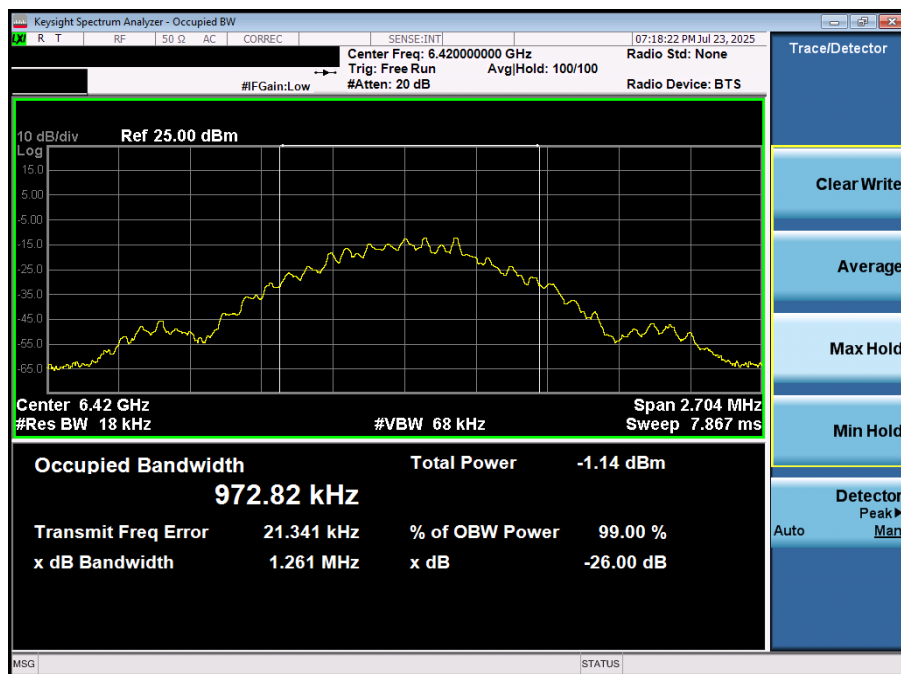 Keysight Spectrum Analyzer - Occupied BW
LXI R T RF 50 Ω AC CORREC SENSE:INT 07:18:22 PM Jul 23, 2025
Center Freq: 6.420000000 GHz Radio Std: None
Trig: Free Run Avg|Hold: 100/100
#IFGain:Low #Atten: 20 dB Radio Device: BTS
Trace/Detector
10 dB/div Ref 25.00 dBm
Log
15.0
5.00
-5.00
-15.0
-25.0
-35.0
-45.0
-55.0
-65.0
Center 6.42 GHz Span 2.704 MHz
#Res BW 18 kHz #VBW 68 kHz Sweep 7.867 ms
Occupied Bandwidth Total Power -1.14 dBm
972.82 kHz
Transmit Freq Error 21.341 kHz % of OBW Power 99.00 %
x dB Bandwidth 1.261 MHz x dB -26.00 dB
Clear Write
Average
Max Hold
Min Hold
Detector
Peak
Auto Man
MSG STATUS